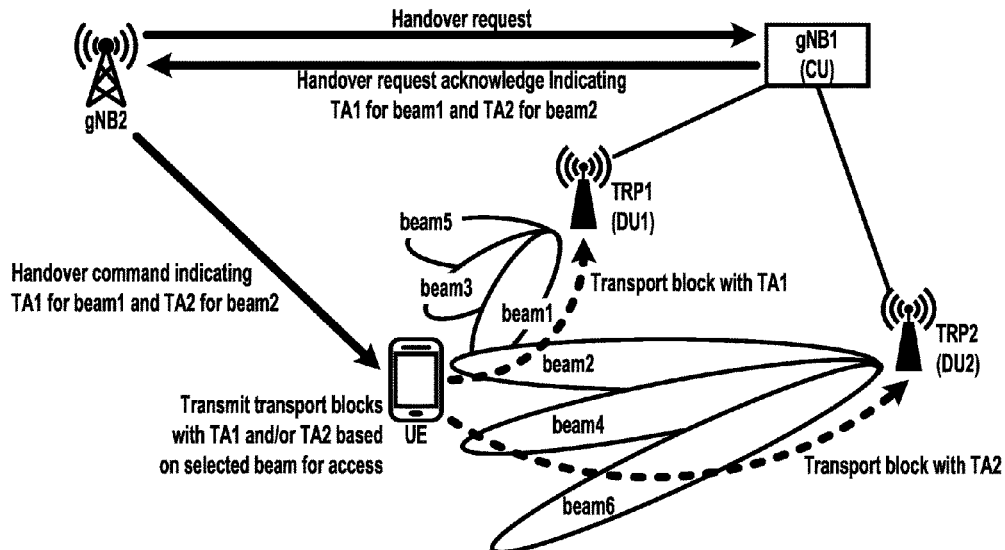 Handover request
gNB1
(CU)
Handover request acknowledge Indicating
TA1 for beam1 and TA2 for beam2
gNB2
TRP1
(DU1)
beam5
Handover command indicating
TA1 for beam1 and TA2 for beam2
beam3
Transport block with TA1
beam1
TRP2
(DU2)
beam2
Transmit transport blocks
with TA1 and/or TA2 based
on selected beam for access
UE
beam4
Transport block with TA2
beam6